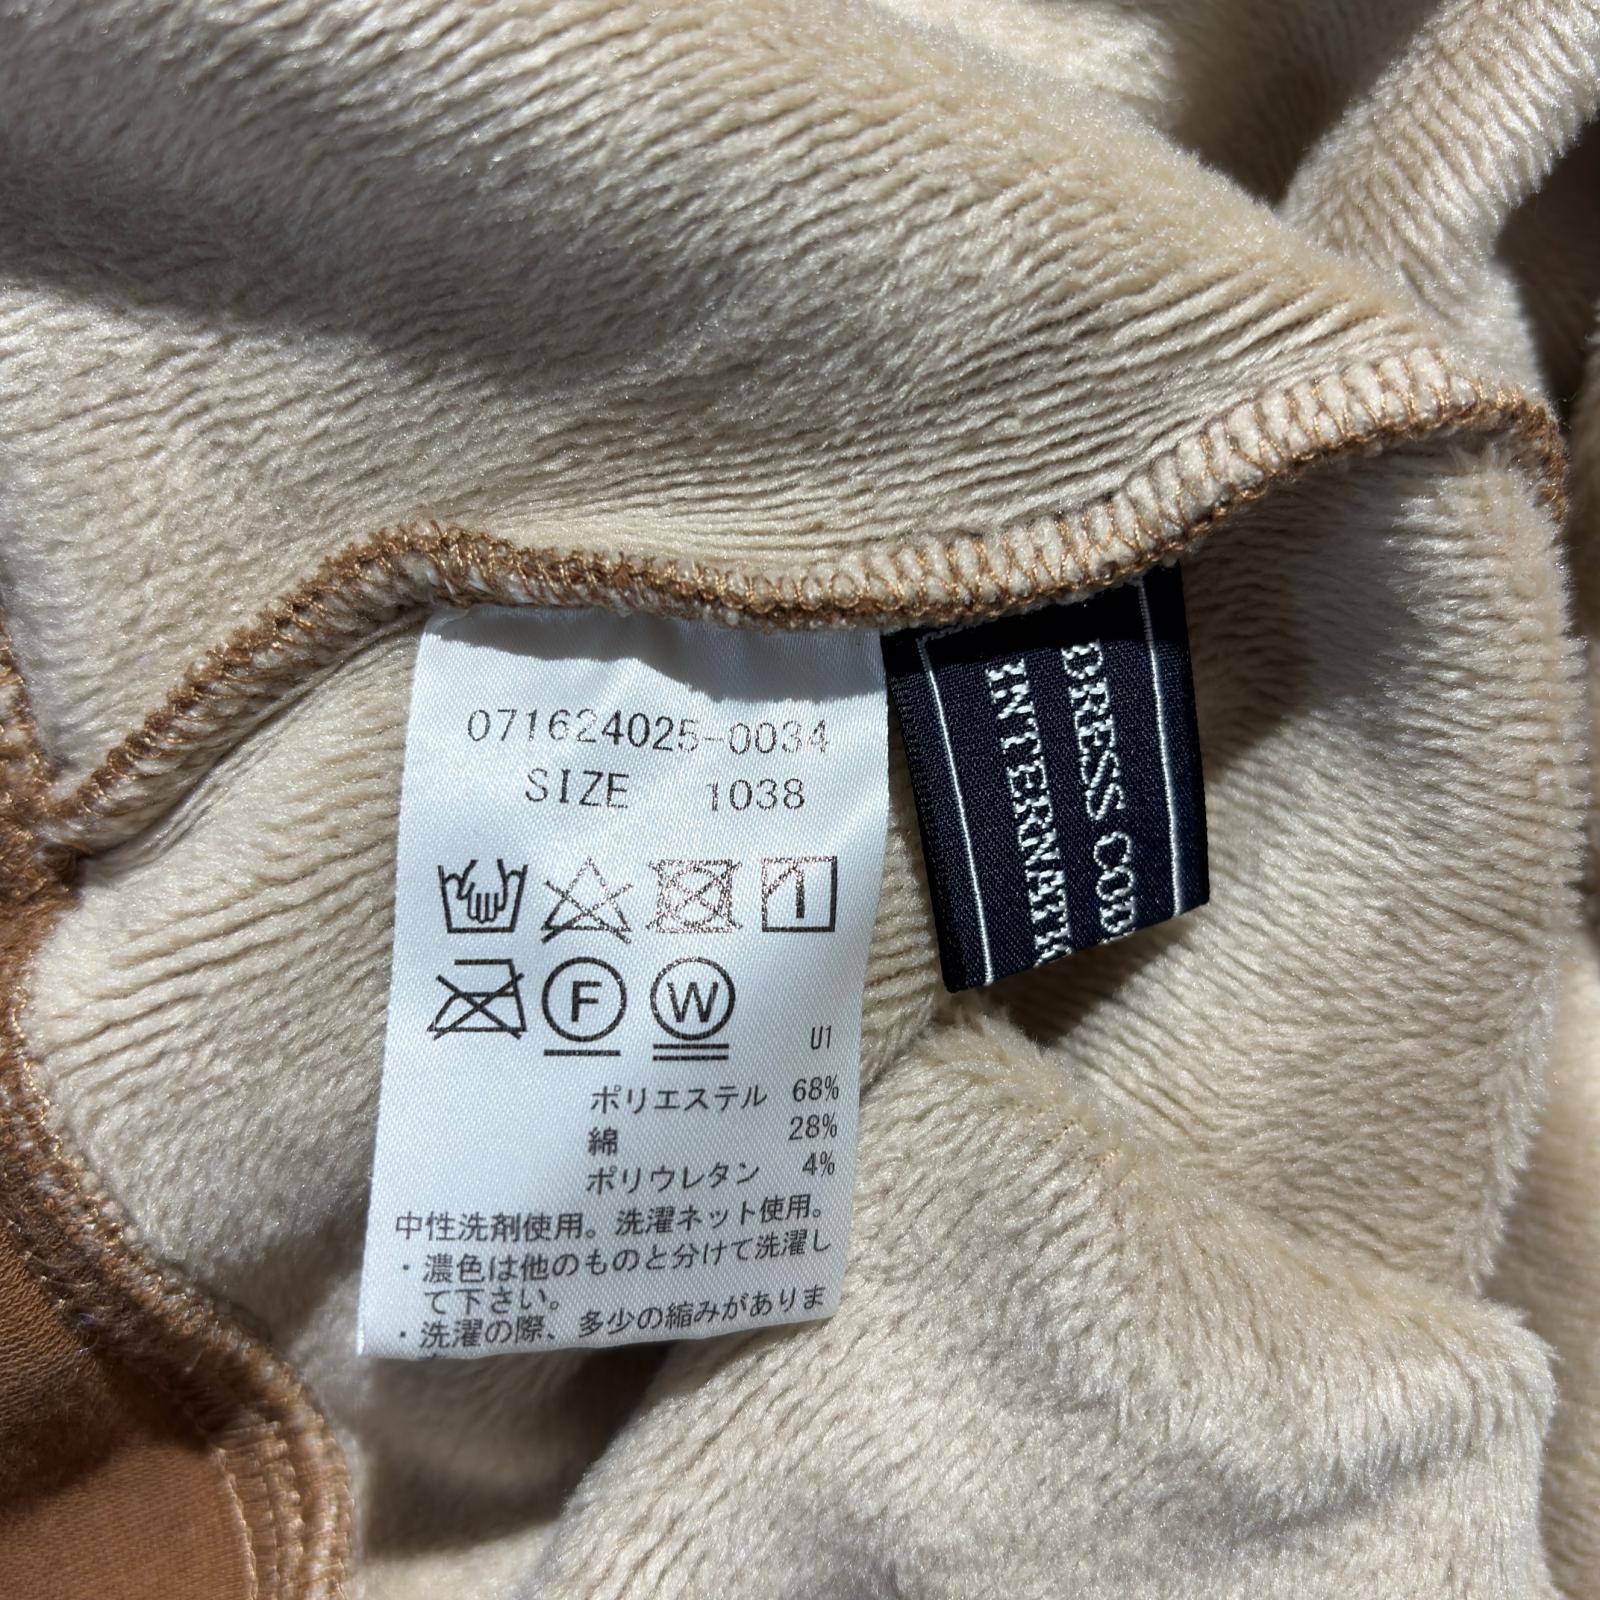 071624025-0034
SIZE 1038
F W
U1
ポリエステル 68%
綿 28%
ポリウレタン 4%
中性洗剤使用。洗濯ネット使用。
・濃色は他のものと分けて洗濯し
て下さい。
・洗濯の際、多少の縮みがありま
DRESS COD
INTERNATIO